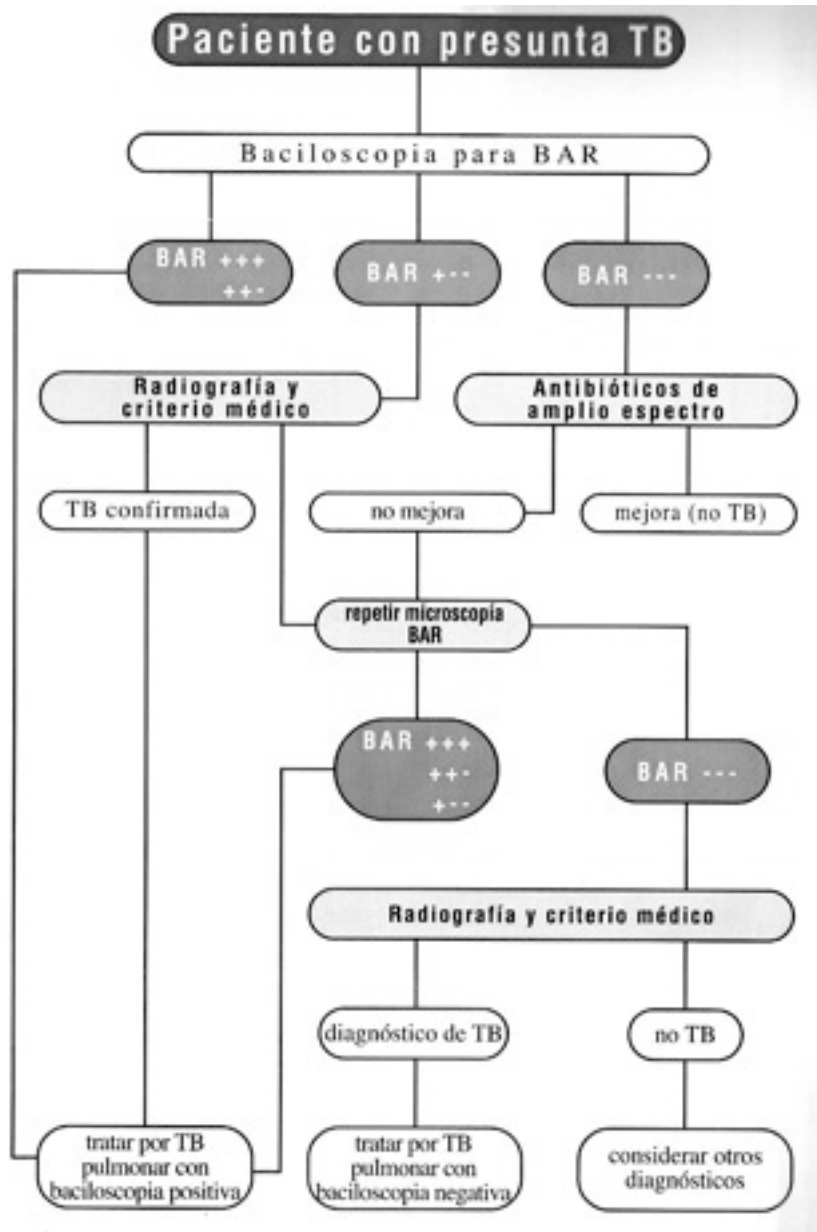 Paciente con presunta TB
Baciloscopia para BAR
BAR +++
++-
BAR +--
BAR ---
Radiografía y
criterio médico
Antibióticos de
amplio espectro
TB confirmada
no mejora
mejora (no TB)
repetir microscopía
BAR
BAR +++
++-
+--
BAR ---
Radiografía y criterio médico
diagnóstico de TB
no TB
tratar por TB
pulmonar con
baciloscopia positiva
tratar por TB
pulmonar con
baciloscopia negativa
considerar otros
diagnósticos